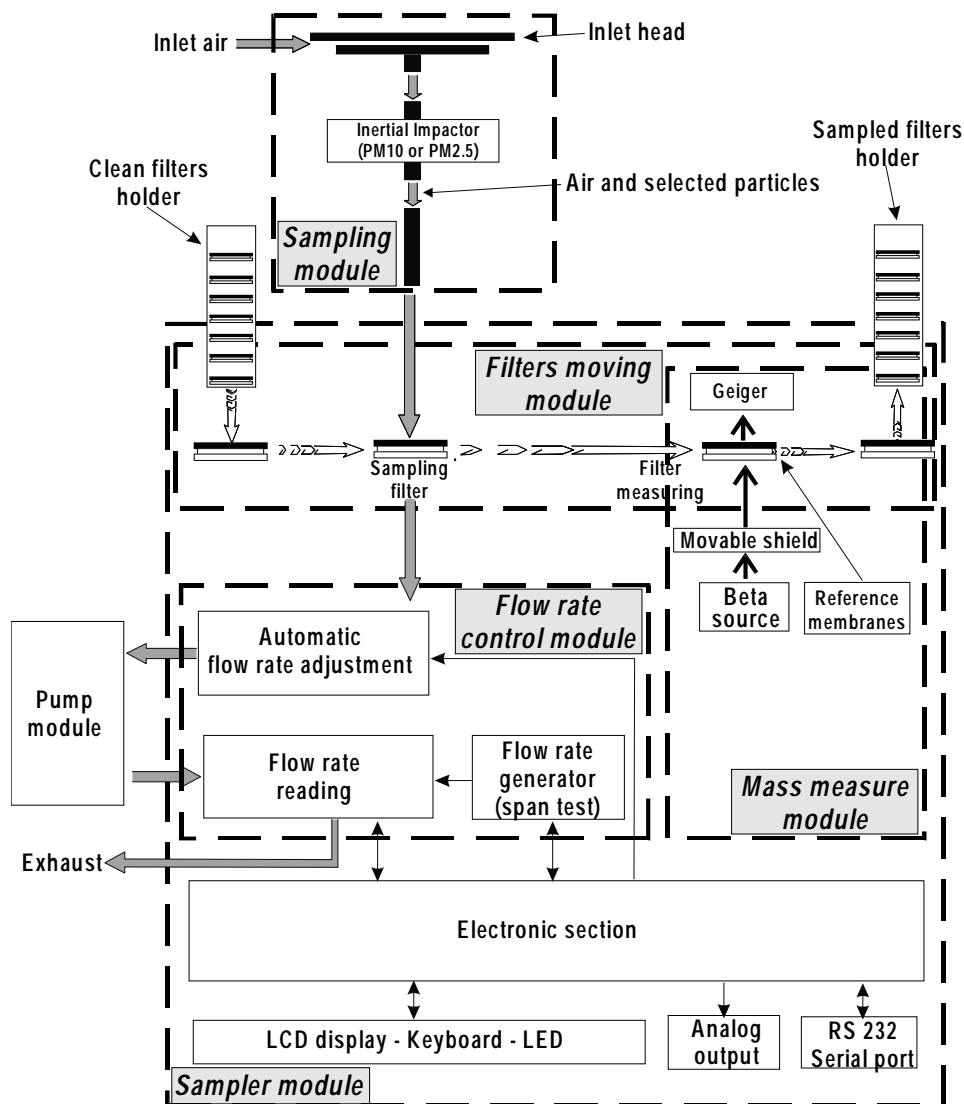 Inlet air
Inlet head
Inertial Impactor
(PM10 or PM2.5)
Sampled filters
holder
Clean filters
holder
Air and selected particles
Sampling
module
Filters moving
module
Geiger
Sampling
filter
Filter
measuring
Movable shield
Beta
source
Reference
membranes
Flow rate
control module
Automatic
flow rate adjustment
Pump
module
Flow rate
reading
Flow rate
generator
(span test)
Mass measure
module
Exhaust
Electronic section
LCD display - Keyboard - LED
Analog
output
RS 232
Serial port
Sampler module